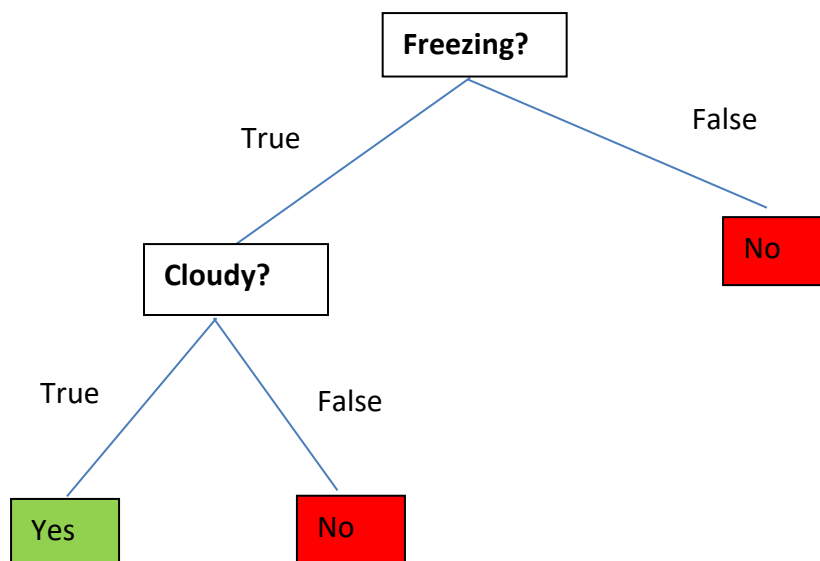 Freezing?
True
False
No
Cloudy?
True
False
Yes
No